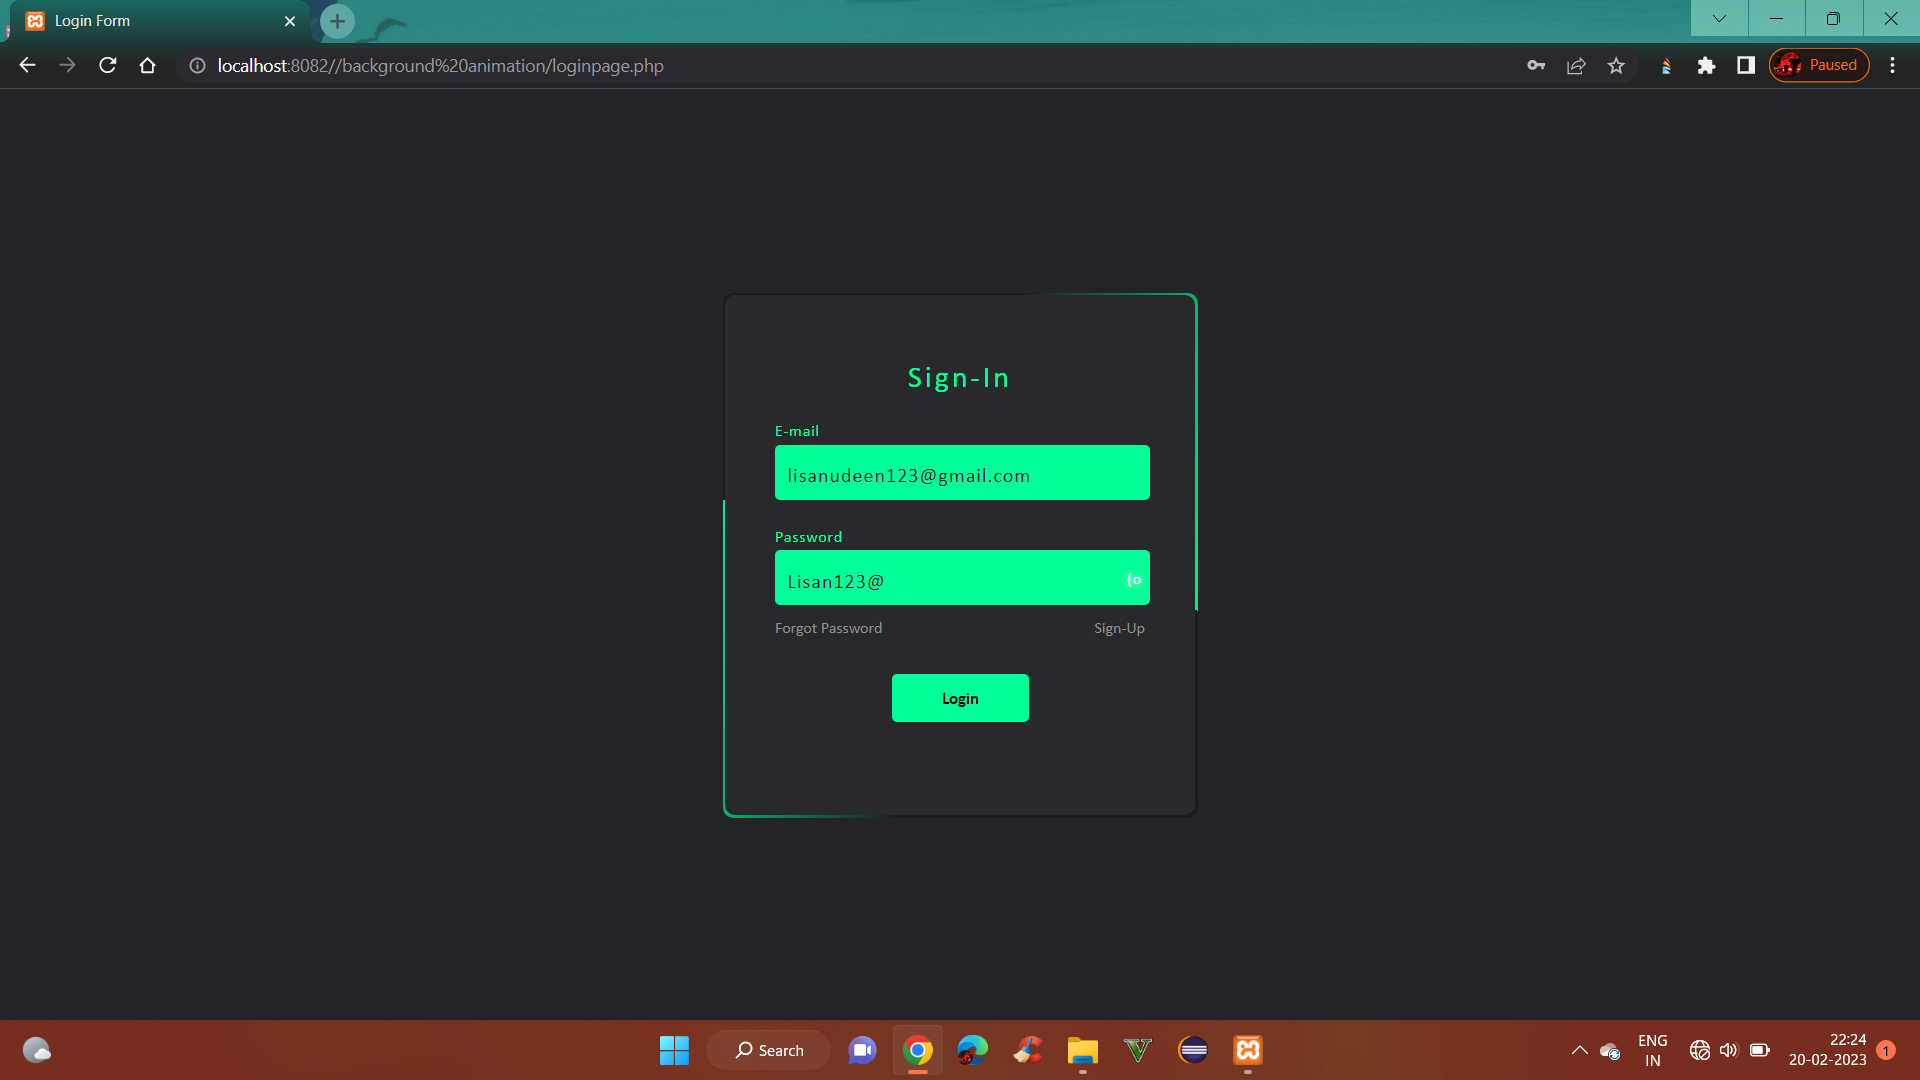 Login Form
localhost:8082//background%20animation/loginpage.php
Paused
Sign-In
E-mail
lisanudeen123@gmail.com
Password
Lisan123@
(o
Forgot Password
Sign-Up
Login
Search
ENG
IN
22:24
20-02-2023
1